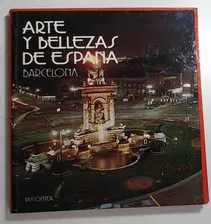 ARTE
Y BELLEZAS
DE ESPAÑA
BARCELONA